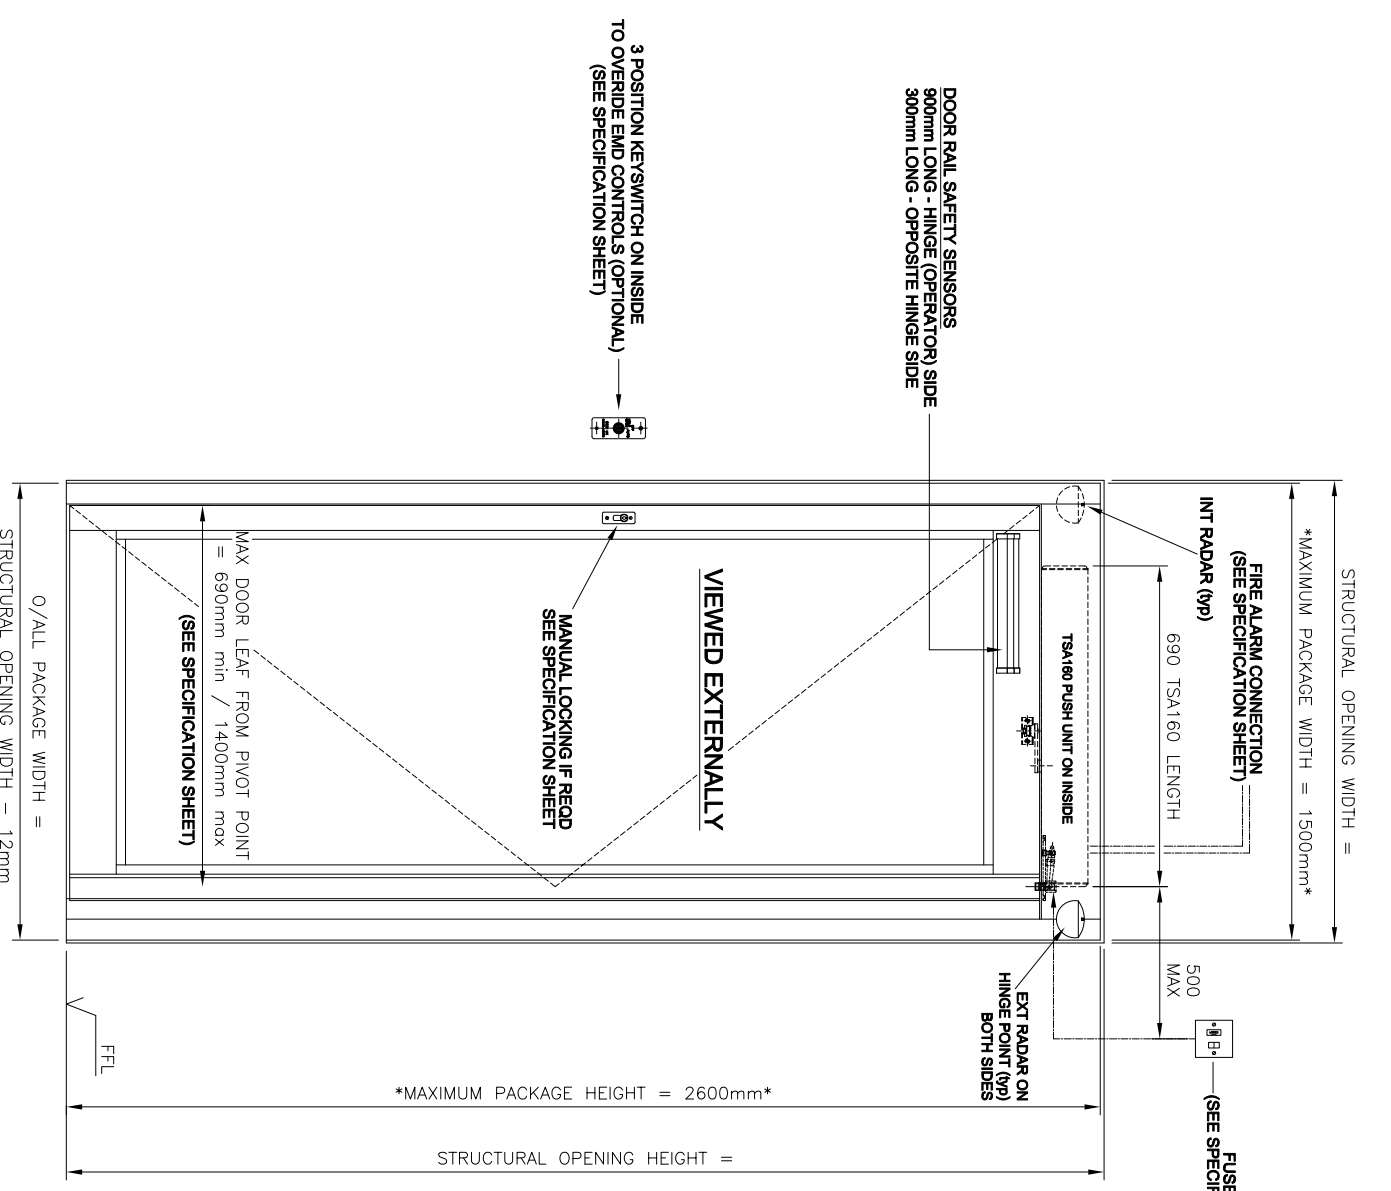 STRUCTURAL OPENING WIDTH =
*MAXIMUM PACKAGE WIDTH = 1500mm*
FIRE ALARM CONNECTION
(SEE SPECIFICATION SHEET)
INT RADAR (typ)
690 TSA160 LENGTH
500
MAX
FUSE
(SEE SPECIF
TSA160 PUSH UNIT ON INSIDE
EXT RADAR ON
HINGE POINT (typ)
BOTH SIDES
DOOR RAIL SAFETY SENSORS
900mm LONG - HINGE (OPERATOR) SIDE
300mm LONG - OPPOSITE HINGE SIDE
VIEWED EXTERNALLY
3 POSITION KEYSWITCH ON INSIDE
TO OVERIDE EMD CONTROLS (OPTIONAL)
(SEE SPECIFICATION SHEET)
MANUAL LOCKING IF REQD
SEE SPECIFICATION SHEET
MAX DOOR LEAF FROM PIVOT POINT
= 690mm min / 1400mm max
(SEE SPECIFICATION SHEET)
FFL
*MAXIMUM PACKAGE HEIGHT = 2600mm*
STRUCTURAL OPENING HEIGHT =
O/ALL PACKAGE WIDTH =
STRUCTURAL OPENING WIDTH - 12mm